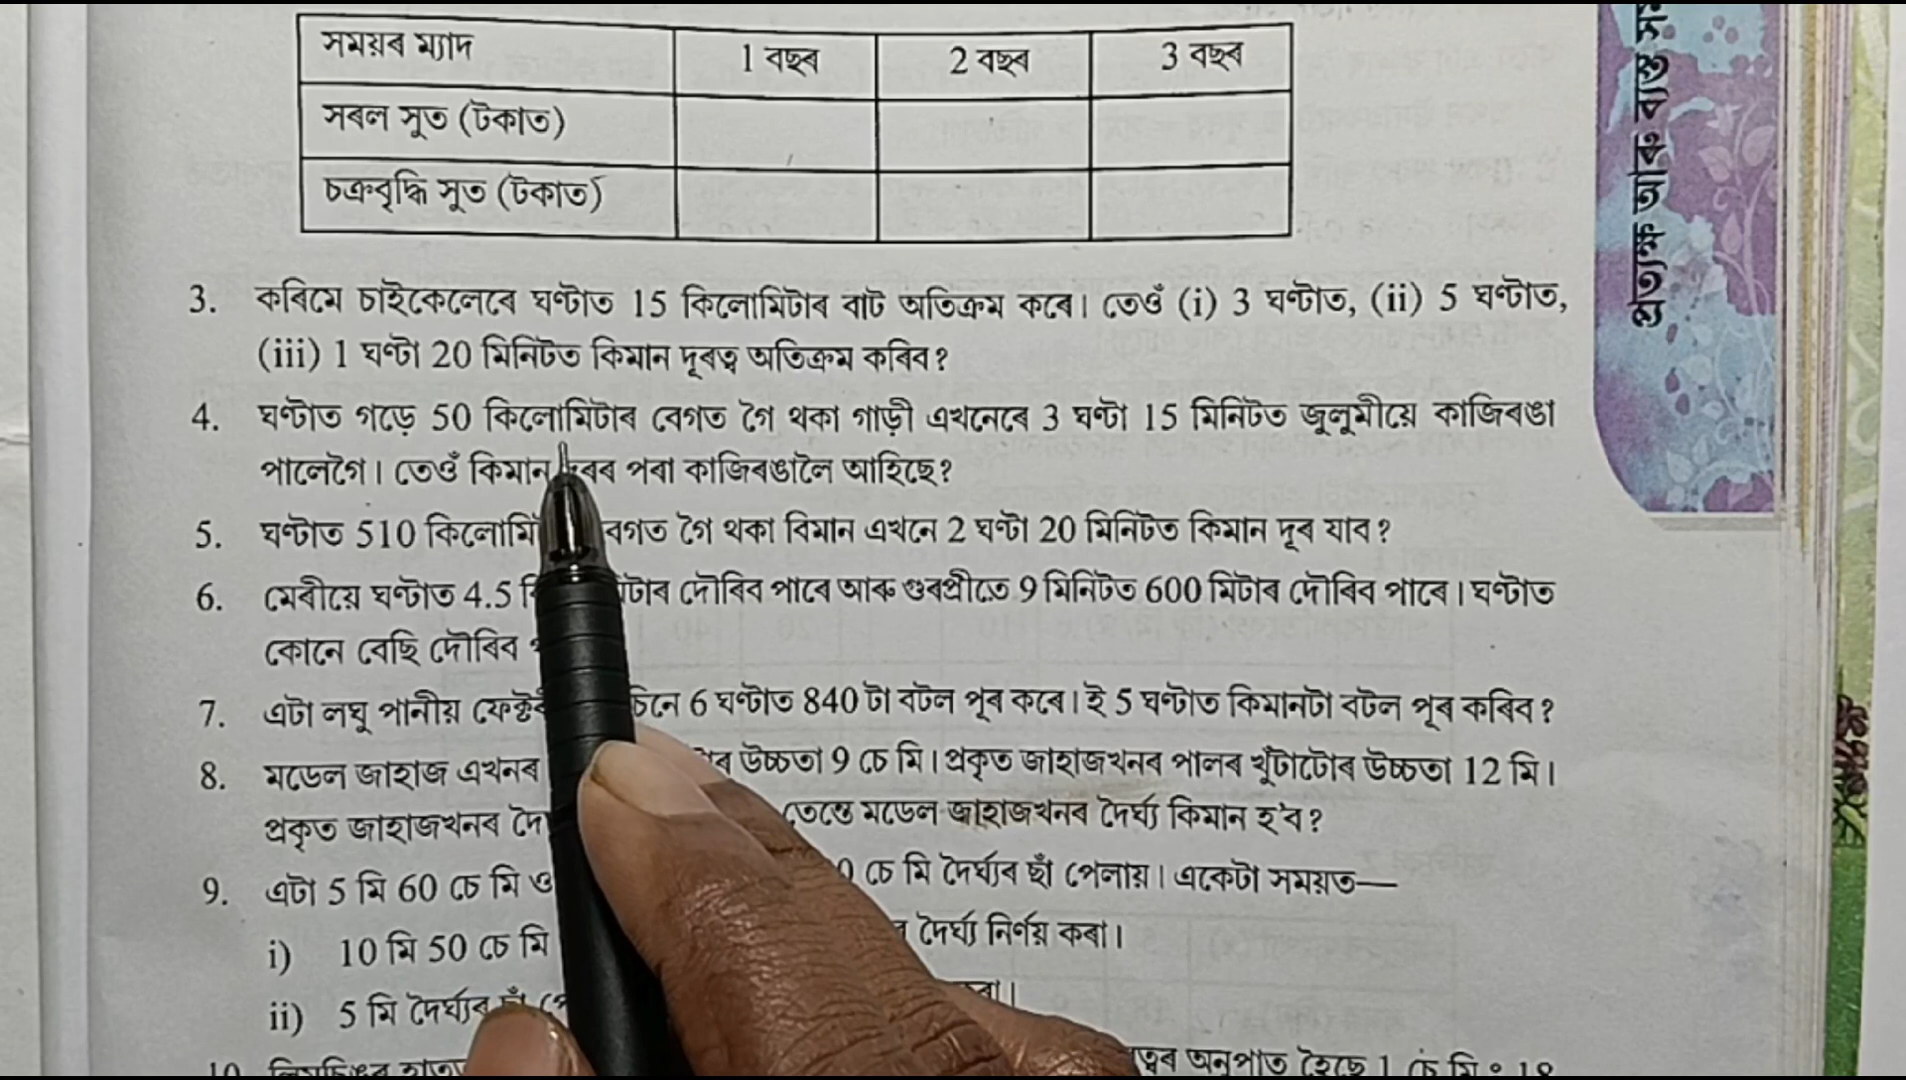 সময়ৰ ম্যাদ 1 বছৰ 2 বছৰ 3 বছৰ
সৰল সুত (টকাত)
চক্ৰবৃদ্ধি সুত (টকাত)
3. কৰিমে চাইকেলেৰে ঘণ্টাত 15 কিলোমিটাৰ বাট অতিক্ৰম কৰে। তেওঁ (i) 3 ঘণ্টাত, (ii) 5 ঘণ্টাত,
(iii) 1 ঘণ্টা 20 মিনিটত কিমান দূৰত্ব অতিক্ৰম কৰিব?
4. ঘণ্টাত গড়ে 50 কিলোমিটাৰ বেগত গৈ থকা গাড়ী এখনেৰে 3 ঘণ্টা 15 মিনিটত জুলুমীয়ে কাজিৰঙা
পালেগৈ। তেওঁ কিমান পৰা কাজিৰঙালৈ আহিছে?
5. ঘণ্টাত 510 গৈ থকা বিমান এখনে 2 ঘণ্টা 20 মিনিটত কিমান দূৰ যাব?
6. মেৰীয়ে ঘণ্টাত 4.5 দৌৰিব পাৰে আৰু গুৰপ্ৰীতে 9 মিনিটত 600 মিটাৰ দৌৰিব পাৰে। ঘণ্টাত
কোনে বেছি দৌৰিব
7. এটা লঘু পানীয় 6 ঘণ্টাত 840 টা বটল পূৰ কৰে। ই 5 ঘণ্টাত কিমানটা বটল পূৰ কৰিব?
8. মডেল জাহাজ এখনৰ উচ্চতা 9 চে মি। প্ৰকৃত জাহাজখনৰ পালৰ খুঁটাটোৰ উচ্চতা 12 মি।
প্ৰকৃত জাহাজখনৰ তেন্তে মডেল জাহাজখনৰ দৈৰ্ঘ্য কিমান হ'ব?
9. এটা 5 মি 60 চে মি চে মি দৈৰ্ঘ্যৰ ছাঁ পেলায়। একেটা সময়ত—
i) 10 মি 50 চে মি দৈৰ্ঘ্য নিৰ্ণয় কৰা।
ii) 5 মি দৈৰ্ঘ্যৰ
অনুপাত হৈছে 1 চে মি
প্ৰত্যক্ষ আৰু ব্যস্ত